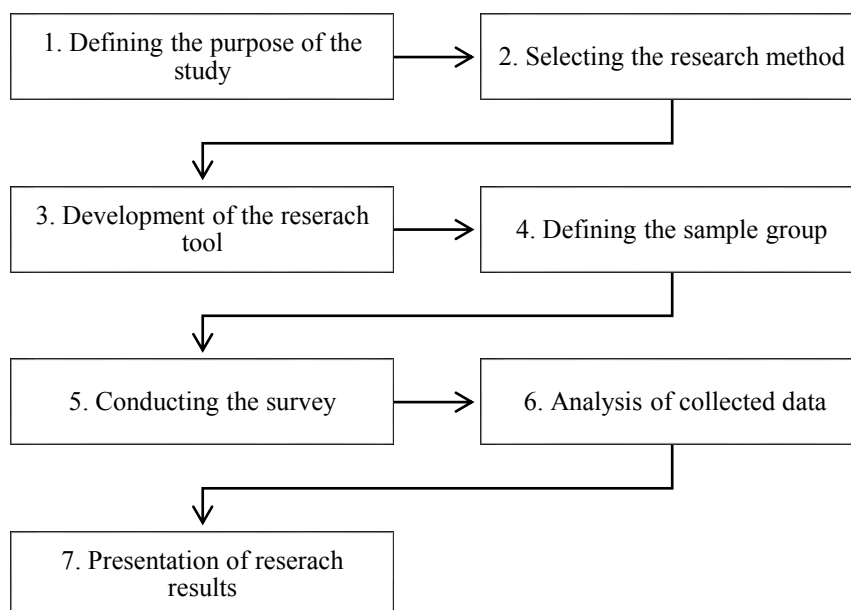 1. Defining the purpose of the
study
2. Selecting the research method
3. Development of the reserach
tool
4. Defining the sample group
5. Conducting the survey
6. Analysis of collected data
7. Presentation of reserach
results